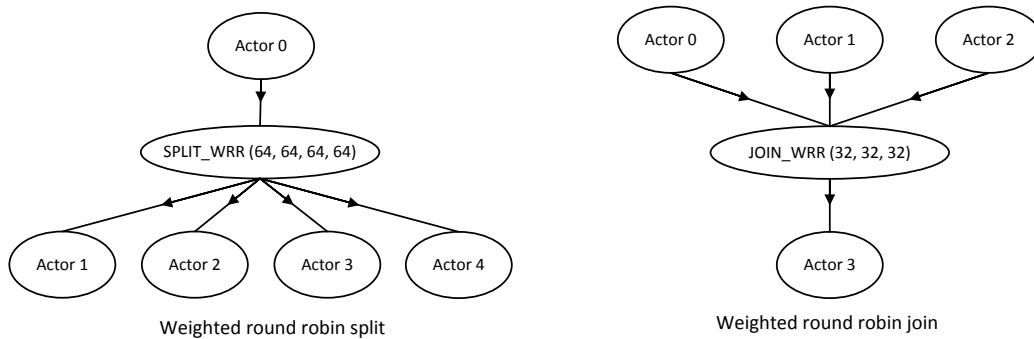 Actor 0
SPLIT_WRR (64, 64, 64, 64)
Actor 1
Actor 2
Actor 3
Actor 4
Weighted round robin split
Actor 0
Actor 1
Actor 2
JOIN_WRR (32, 32, 32)
Actor 3
Weighted round robin join